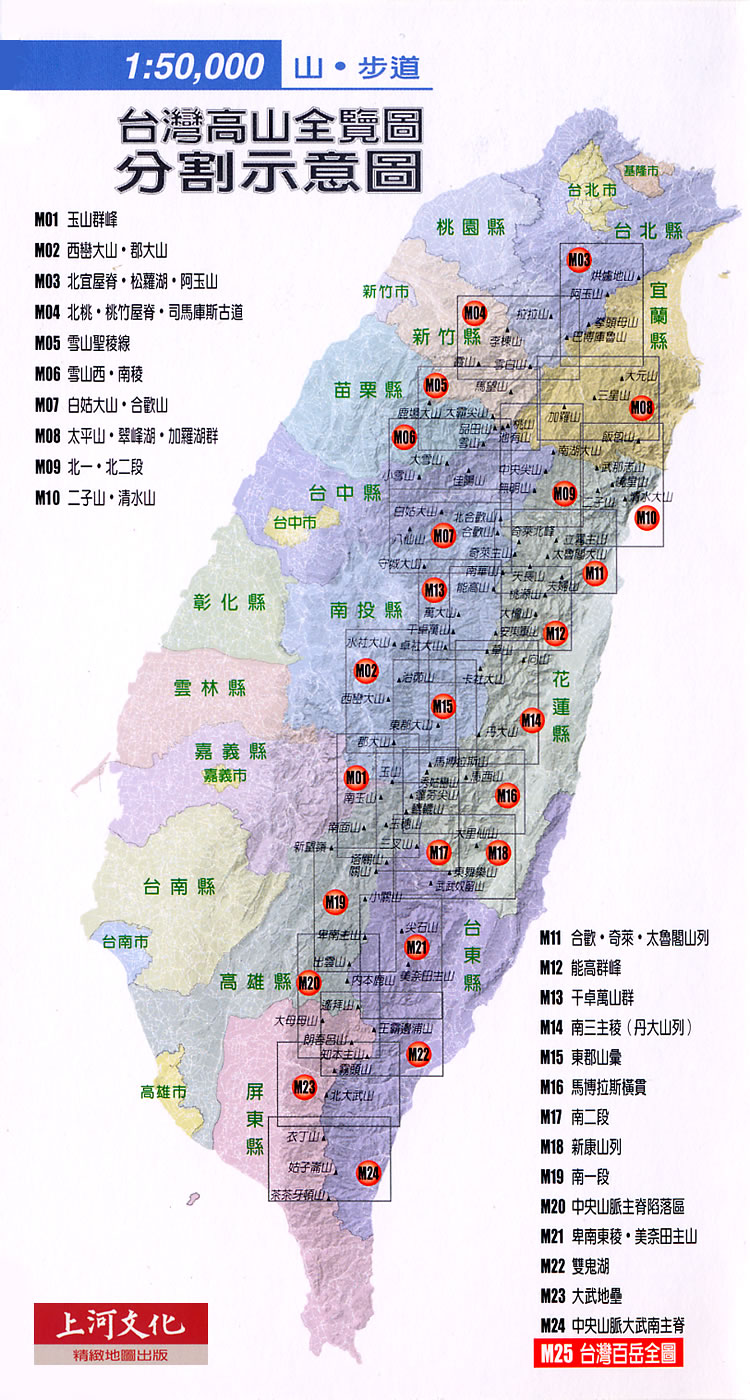 1:50,000 山・步道
台灣高山全覽圖
分割示意圖
M01 玉山群峰
M02 西巒大山・郡大山
M03 北宜屋脊・松蘿湖・阿玉山
M04 北桃・桃竹屋脊・司馬庫斯古道
M05 雪山聖稜線
M06 雪山西・南稜
M07 白姑大山・合歡山
M08 太平山・翠峰湖・加羅湖群
M09 北一・北二段
M10 二子山・清水山
基隆市
台北市
桃園縣
台北縣
M03
烘爐地山
新竹市
阿玉山
宜蘭縣
M04
拉拉山
拳頭母山
新竹縣
李棟山
巴博庫魯山
雪白山
苗栗縣
M05
馬望山
大元山
三星山
M08
鹿場大山
大霸尖山
加羅山
品田山
桃山
池有山
M06
雪山
飯包山
南湖大山
大雪山
小雪山
佳陽山
中央尖山
武那志山
台中縣
無明山
M09
清水大山
二子山
M10
台中市
白姑大山
北合歡山
八仙山
M07
合歡山
奇萊北峰
立霧主山
奇萊主山
太魯閣大山
守城大山
南華山
天長山
M11
彰化縣
南投縣
M13
能高山
桃源山
萬大山
大檜山
干卓萬山
安東軍山
M12
水社大山
卓社大山
華山
M02
治茆山
卡社大山
雲林縣
西巒大山
花蓮縣
M15
東郡大山
M14
丹大山
郡大山
嘉義縣
嘉義市
M01
玉山
馬博拉斯山
秀姑巒山
馬西山
南玉山
M16
南面山
玉穗山
大里仙山
新望嶺
三叉山
M17
M18
塔關山
關山
東舞樂山
台南縣
武武奴留山
M19
小關山
台南市
卑南主山
尖石山
台東縣
M21
出雲山
高雄縣
M20
內本鹿山
美奈田主山
遙拜山
大母母山
王霸邇浦山
知本主山
M22
霧頭山
高雄市
屏東縣
M23
北大武山
衣丁山
姑子崙山
M24
茶茶牙頓山
M11 合歡・奇萊・太魯閣山列
M12 能高群峰
M13 干卓萬山群
M14 南三主稜（丹大山列）
M15 東郡山彙
M16 馬博拉斯橫貫
M17 南二段
M18 新康山列
M19 南一段
M20 中央山脈主脊陷落區
M21 卑南東稜・美奈田主山
M22 雙鬼湖
M23 大武地壘
M24 中央山脈大武南主脊
M25 台灣百岳全圖
上河文化
精緻地圖出版